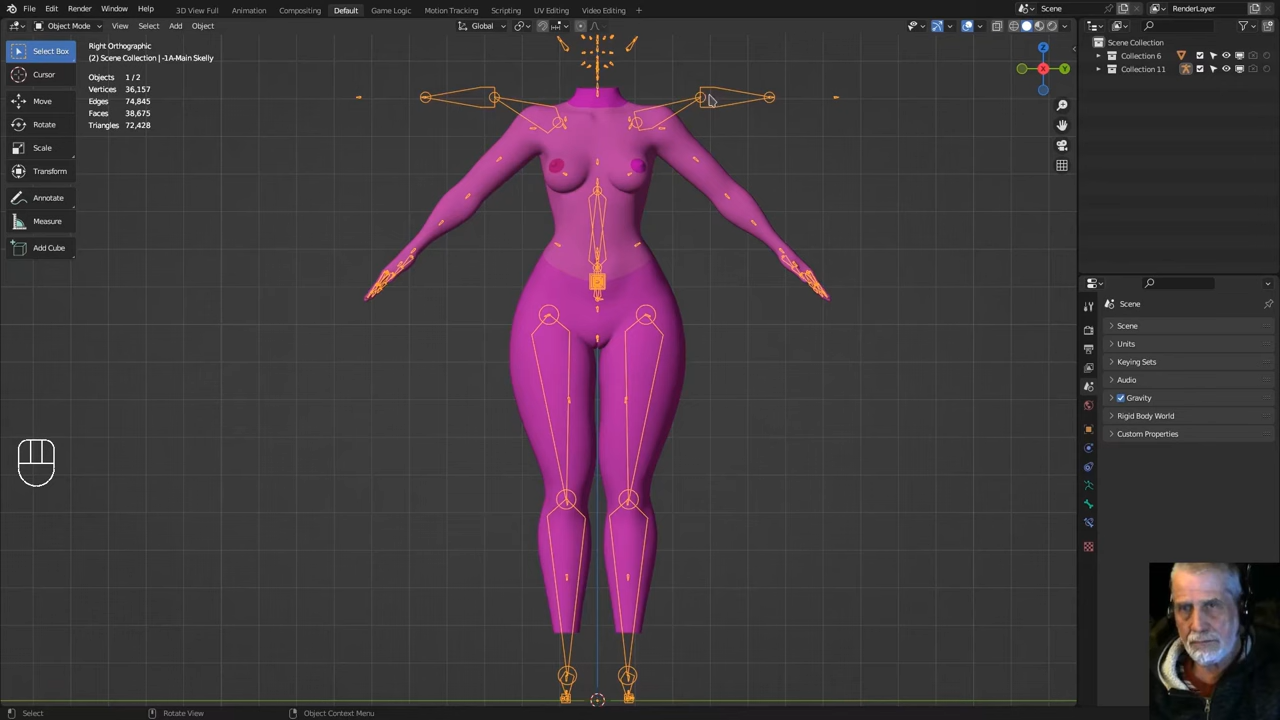 File Edit Render Window Help 3D View Full Animation Compositing Default Game Logic Motion Tracking Scripting UV Editing Video Editing Scene RenderLayer
Object Mode View Select Add Object Global
Select Box
Cursor
Move
Rotate
Scale
Transform
Annotate
Measure
Add Cube
Right Orthographic
(2) Scene Collection | -1A-Main Skelly
Objects 1 / 2
Vertices 36,157
Edges 74,845
Faces 38,675
Triangles 72,428
Z
X
Y
Scene Collection
Collection 6
Collection 11
Scene
Scene
Units
Keying Sets
Audio
Gravity
Rigid Body World
Custom Properties
Select Rotate View Object Context Menu